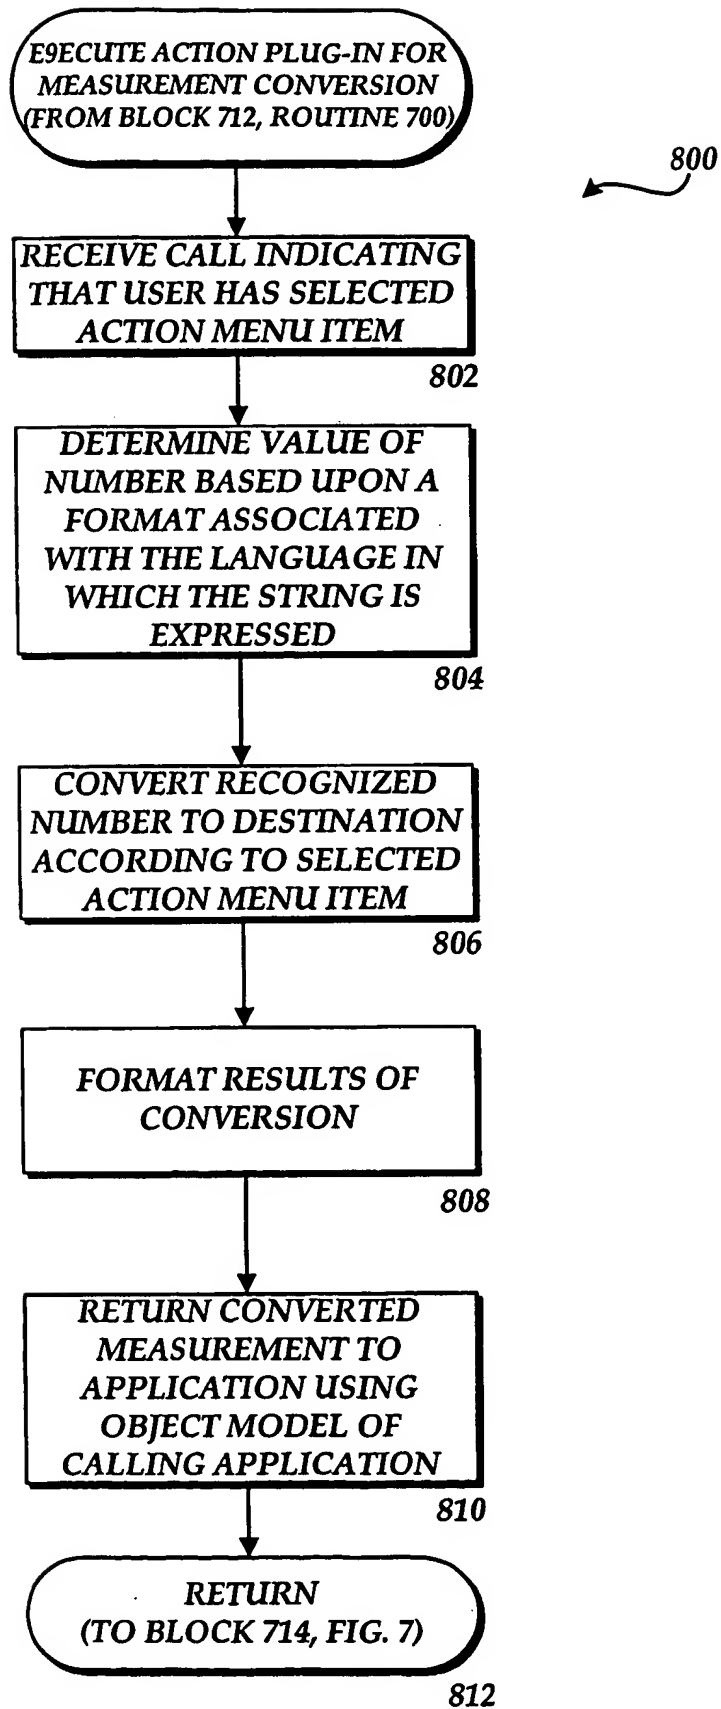 E9ECUTE ACTION PLUG-IN FOR
MEASUREMENT CONVERSION
(FROM BLOCK 712, ROUTINE 700)
800
RECEIVE CALL INDICATING
THAT USER HAS SELECTED
ACTION MENU ITEM
802
DETERMINE VALUE OF
NUMBER BASED UPON A
FORMAT ASSOCIATED
WITH THE LANGUAGE IN
WHICH THE STRING IS
EXPRESSED
804
CONVERT RECOGNIZED
NUMBER TO DESTINATION
ACCORDING TO SELECTED
ACTION MENU ITEM
806
FORMAT RESULTS OF
CONVERSION
808
RETURN CONVERTED
MEASUREMENT TO
APPLICATION USING
OBJECT MODEL OF
CALLING APPLICATION
810
RETURN
(TO BLOCK 714, FIG. 7)
812